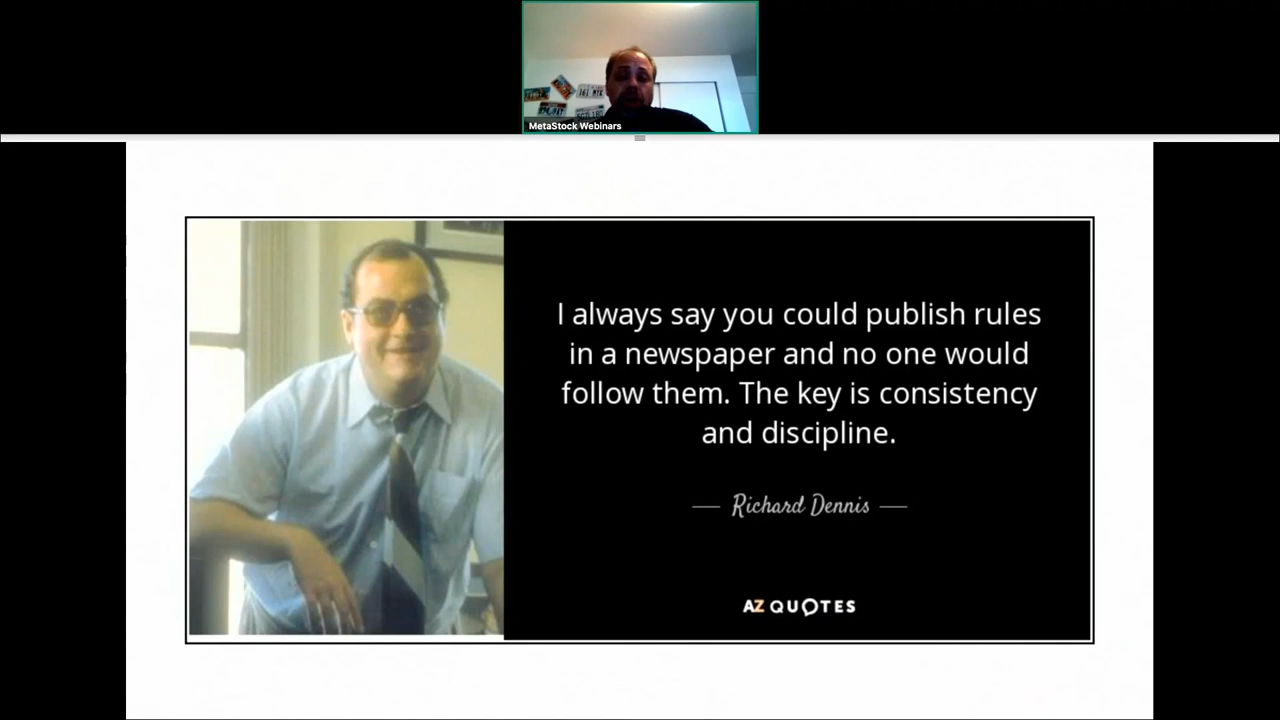 MetaStock Webinars
I always say you could publish rules
in a newspaper and no one would
follow them. The key is consistency
and discipline.
— Richard Dennis —
AZ QUOTES